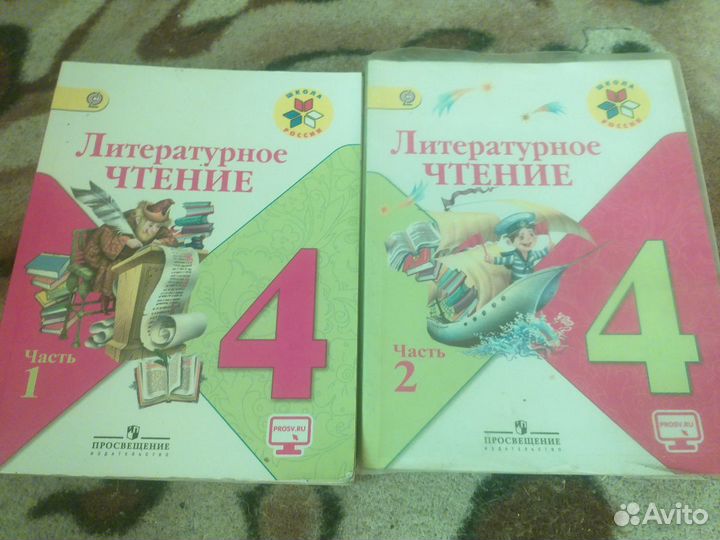 ШКОЛА
РОССИИ
Литературное
ЧТЕНИЕ
4
Часть
1
PROSV.RU
ПРОСВЕЩЕНИЕ
ИЗДАТЕЛЬСТВО
ШКОЛА
РОССИИ
Литературное
ЧТЕНИЕ
4
Часть
2
PROSV.RU
ПРОСВЕЩЕНИЕ
ИЗДАТЕЛЬСТВО
Avito